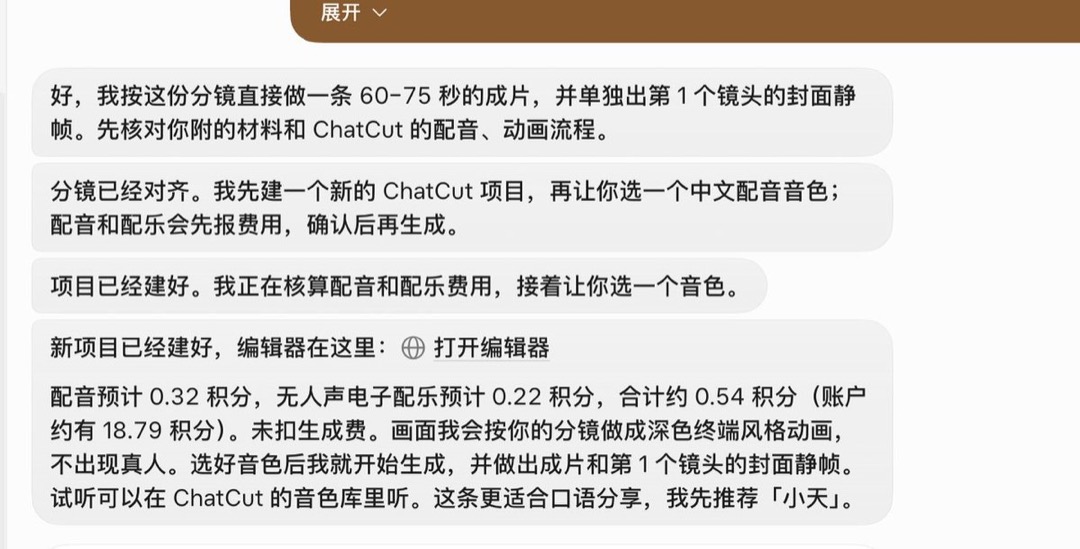 展开
好，我按这份分镜直接做一条 60-75 秒的成片，并单独出第 1 个镜头的封面静
帧。先核对你附的材料和 ChatCut 的配音、动画流程。
分镜已经对齐。我先建一个新的 ChatCut 项目，再让你选一个中文配音音色；
配音和配乐会先报费用，确认后再生成。
项目已经建好。我正在核算配音和配乐费用，接着让你选一个音色。
新项目已经建好，编辑器在这里： 打开编辑器
配音预计 0.32 积分，无人声电子配乐预计 0.22 积分，合计约 0.54 积分（账户
约有 18.79 积分）。未扣生成费。画面我会按你的分镜做成深色终端风格动画，
不出现真人。选好音色后我就开始生成，并做出成片和第 1 个镜头的封面静帧。
试听可以在 ChatCut 的音色库里听。这条更适合口语分享，我先推荐「小天」。